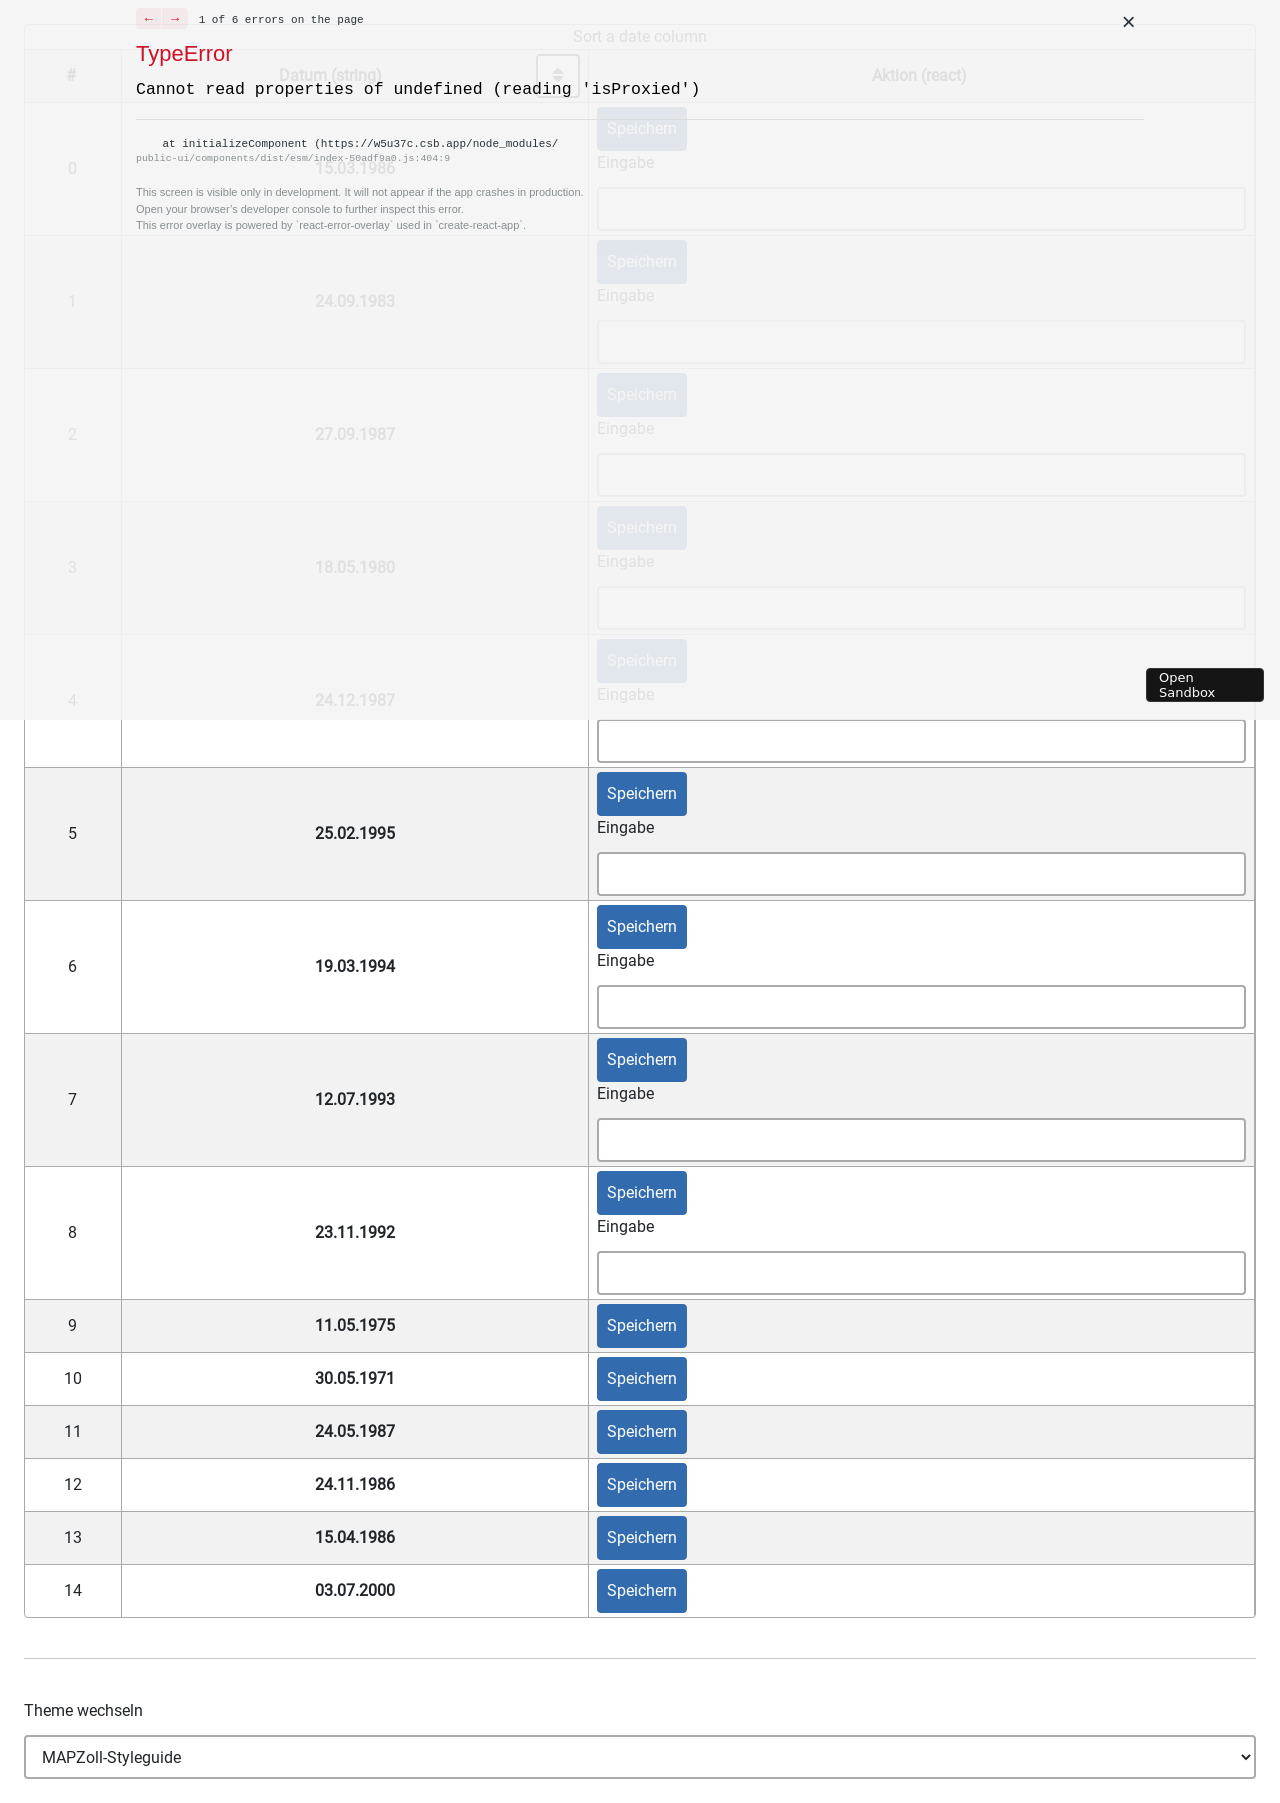 ← → 1 of 6 errors on the page ×
Sort a date column
TypeError
# Datum (string) Aktion (react)
Cannot read properties of undefined (reading 'isProxied')
Speichern
at initializeComponent (https://w5u37c.csb.app/node_modules/
public-ui/components/dist/esm/index-50adf9a0.js:404:9
Eingabe
0 15.03.1986
This screen is visible only in development. It will not appear if the app crashes in production.
Open your browser's developer console to further inspect this error.
This error overlay is powered by `react-error-overlay` used in `create-react-app`.
Speichern
Eingabe
1 24.09.1983
Speichern
Eingabe
2 27.09.1987
Speichern
Eingabe
3 18.05.1980
Speichern
Eingabe
4 24.12.1987
Open
Sandbox
Speichern
Eingabe
5 25.02.1995
Speichern
Eingabe
6 19.03.1994
Speichern
Eingabe
7 12.07.1993
Speichern
Eingabe
8 23.11.1992
9 11.05.1975 Speichern
10 30.05.1971 Speichern
11 24.05.1987 Speichern
12 24.11.1986 Speichern
13 15.04.1986 Speichern
14 03.07.2000 Speichern
Theme wechseln
MAPZoll-Styleguide